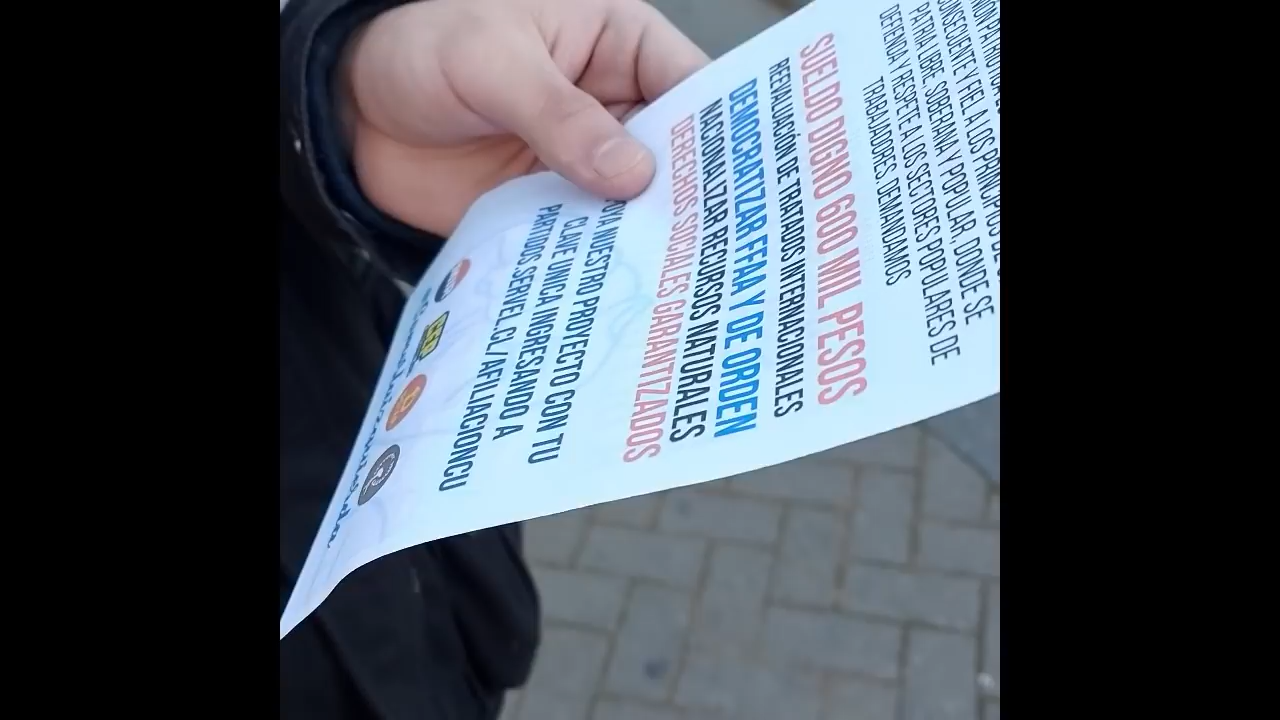 CONSECUENTE Y FIEL A LOS PRINCIPIOS DE
PATRIA LIBRE, SOBERANA Y POPULAR, DONDE SE
DEFENDA Y RESPETE A LOS SECTORES POPULARES DE
TRABAJADORES, DEMANDAMOS
SUELDO DIGNO 600 MIL PESOS
REEVALUACIÓN DE TRATADOS INTERNACIONALES
DEMOCRATIZAR FFAA Y DE ORDEN
NACIONALIZAR RECURSOS NATURALES
DERECHOS SOCIALES GARANTIZADOS
NUESTRO PROYECTO CON TU
CLAVE UNICA INGRESANDO A
PARTIDOS.SERVEL.CL/AFILIACIONCU